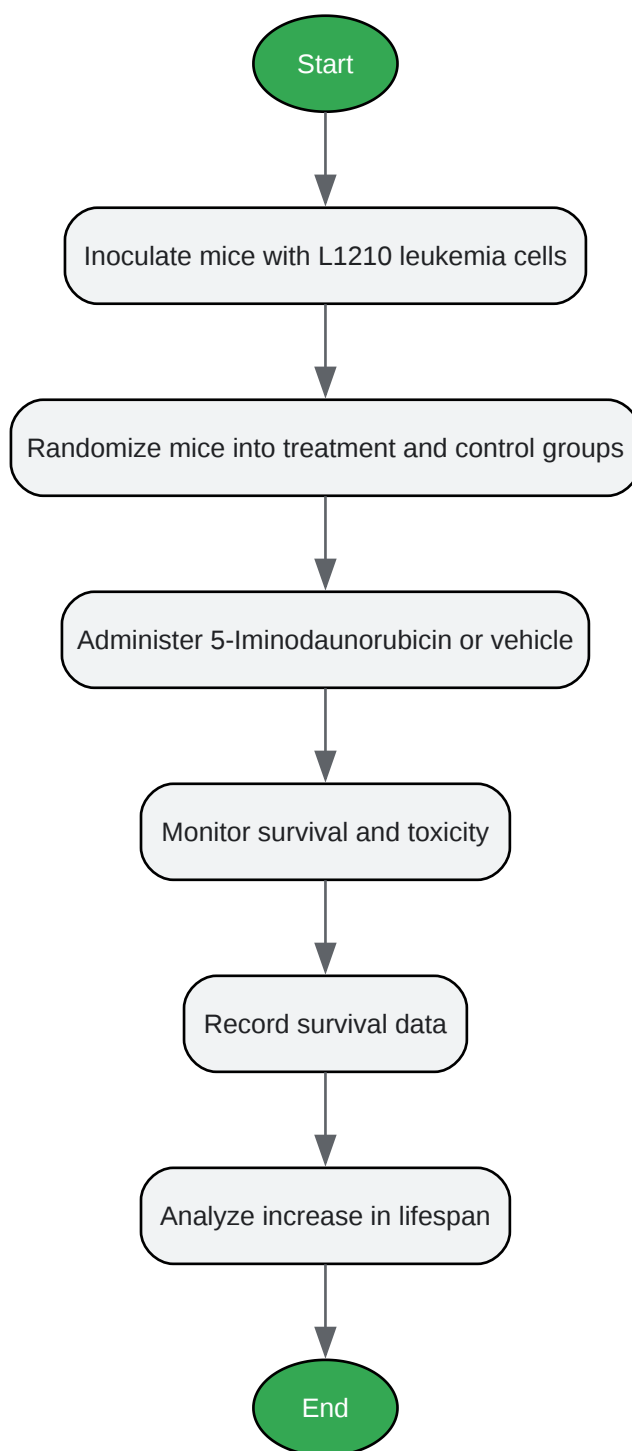 Start
Inoculate mice with L1210 leukemia cells
Randomize mice into treatment and control groups
Administer 5-Iminodaunorubicin or vehicle
Monitor survival and toxicity
Record survival data
Analyze increase in lifespan
End